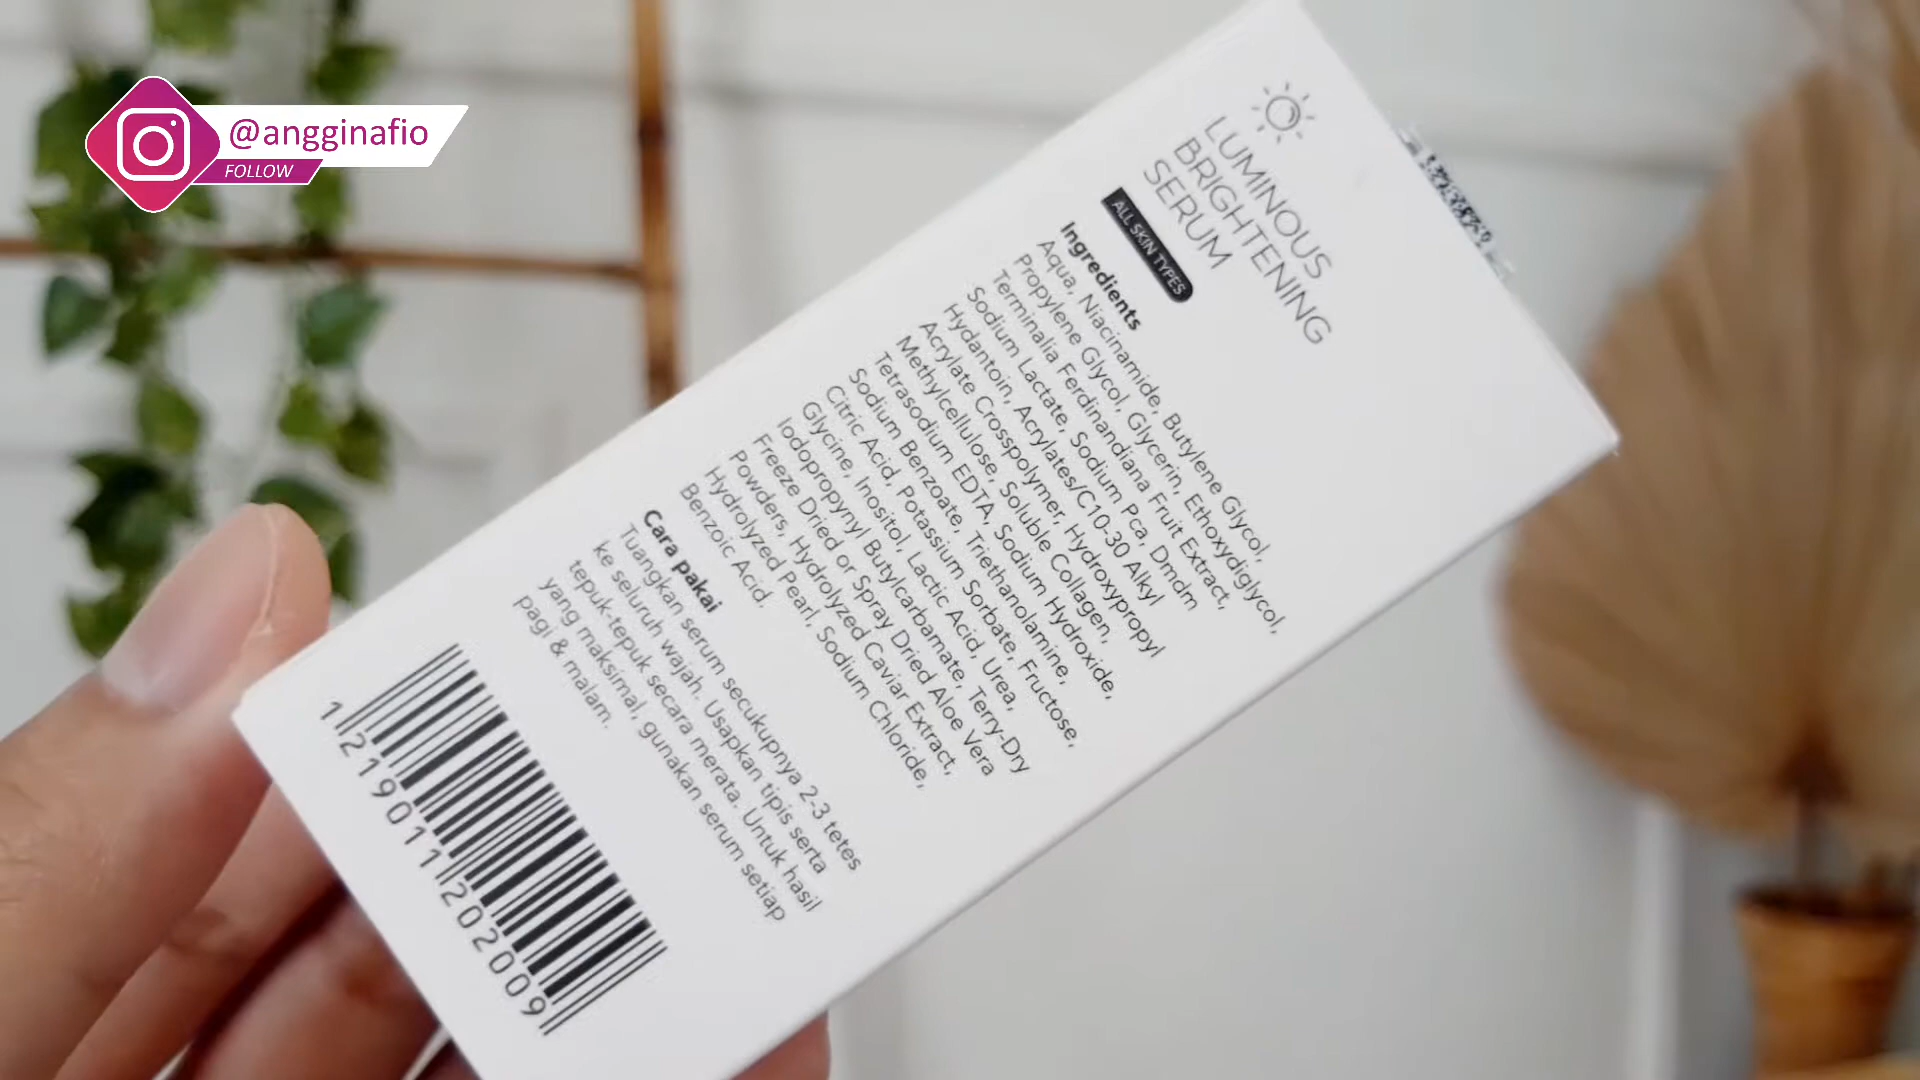 @angginafio
FOLLOW
LUMINOUS
BRIGHTENING
SERUM
ALL SKIN TYPES
Ingredients
Aqua, Niacinamide, Butylene Glycol,
Propylene Glycol, Glycerin, Ethoxydiglycol,
Terminalia Ferdinandiana Fruit Extract,
Sodium Lactate, Sodium Pca, Dmdm
Hydantoin, Acrylates/C10-30 Alkyl
Acrylate Crosspolymer, Hydroxypropyl
Methylcellulose, Soluble Collagen,
Tetrasodium EDTA, Sodium Hydroxide,
Sodium Benzoate, Triethanolamine,
Citric Acid, Potassium Sorbate, Fructose,
Glycine, Inositol, Lactic Acid, Urea,
Iodopropynyl Butylcarbamate, Terry-Dry
Freeze Dried or Spray Dried Aloe Vera
Powders, Hydrolyzed Caviar Extract,
Hydrolyzed Pearl, Sodium Chloride,
Benzoic Acid,
Cara pakai
Tuangkan serum secukupnya 2-3 tetes
ke seluruh wajah. Usapkan tipis serta
tepuk-tepuk secara merata. Untuk hasil
yang maksimal, gunakan serum setiap
pagi & malam.
1219011202009